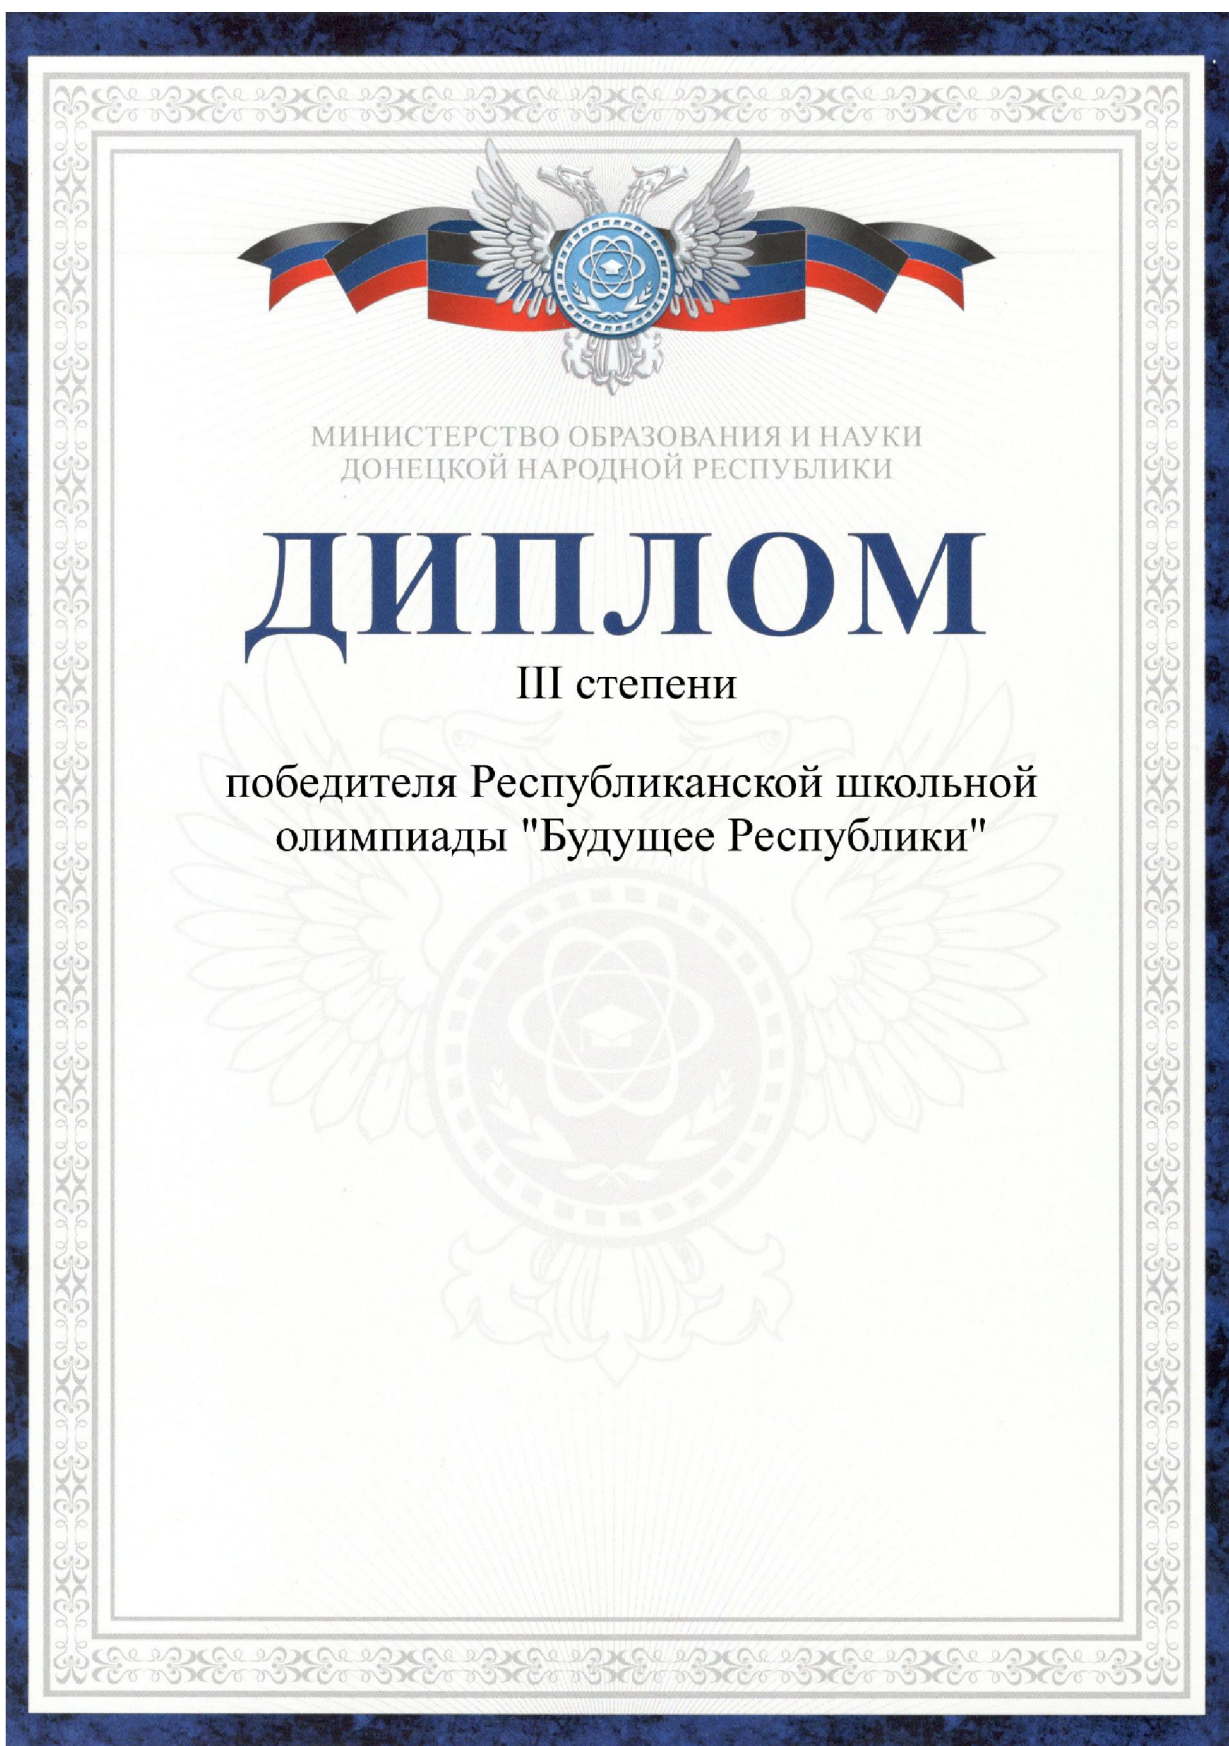 МИНИСТЕРСТВО ОБРАЗОВАНИЯ И НАУКИ
ДОНЕЦКОЙ НАРОДНОЙ РЕСПУБЛИКИ
ДИПЛОМ
III степени
победителя Республиканской школьной
олимпиады "Будущее Республики"